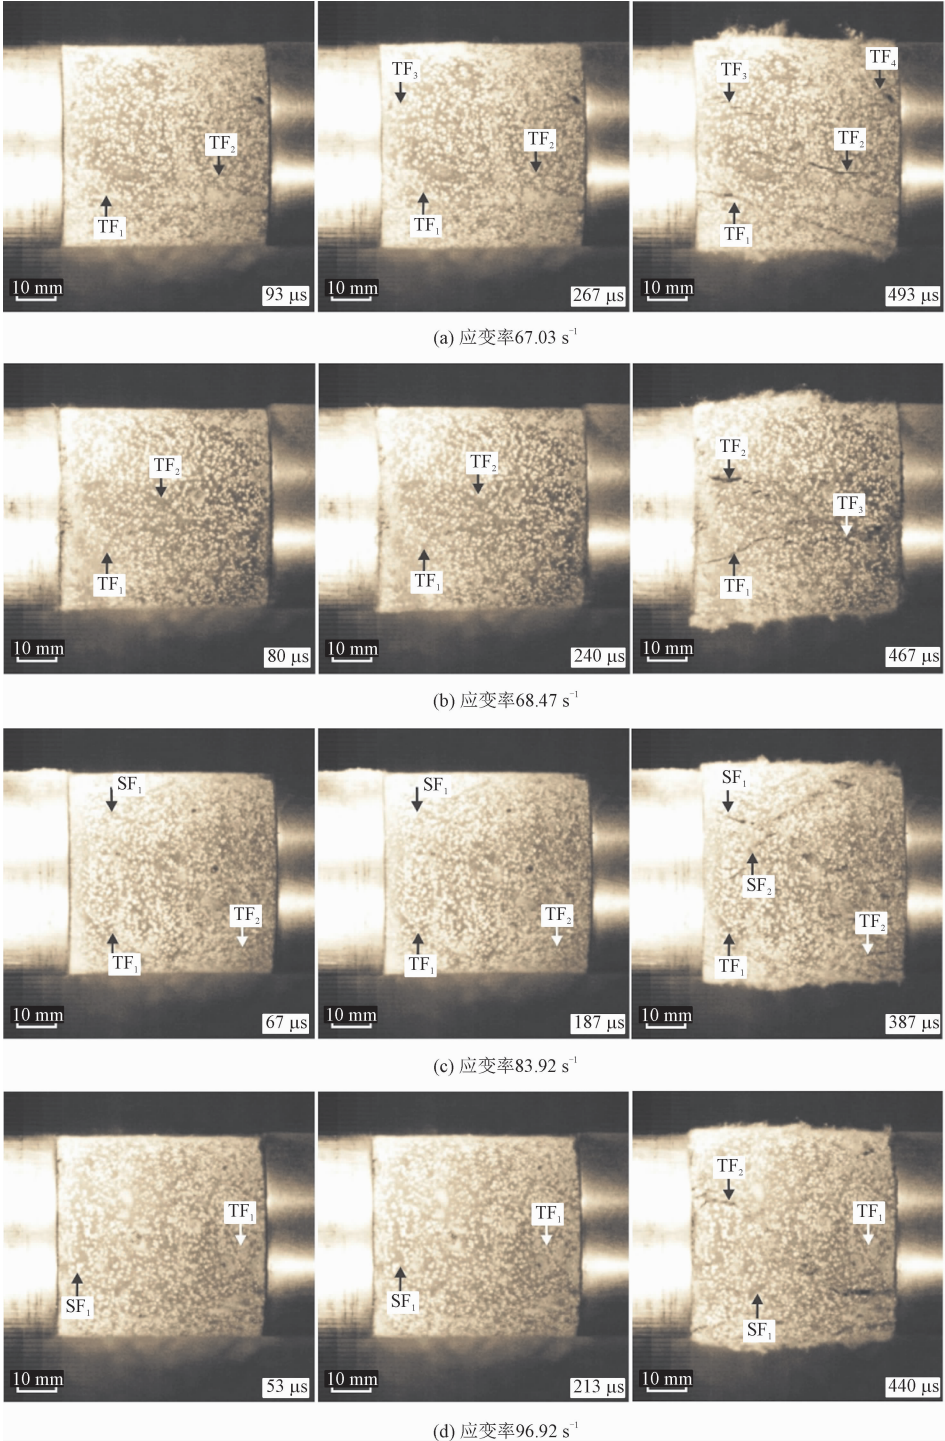 TF₂
TF₁
10 mm
93 μs
TF₃
TF₂
TF₁
10 mm
267 μs
TF₃
TF₄
TF₂
TF₁
10 mm
493 μs
(a) 应变率67.03 s⁻¹
TF₂
TF₁
10 mm
80 μs
TF₂
TF₁
10 mm
240 μs
TF₂
TF₃
TF₁
10 mm
467 μs
(b) 应变率68.47 s⁻¹
SF₁
TF₂
TF₁
10 mm
67 μs
SF₁
TF₂
TF₁
10 mm
187 μs
SF₁
SF₂
TF₂
TF₁
10 mm
387 μs
(c) 应变率83.92 s⁻¹
TF₁
SF₁
10 mm
53 μs
TF₁
SF₁
10 mm
213 μs
TF₂
TF₁
SF₁
10 mm
440 μs
(d) 应变率96.92 s⁻¹